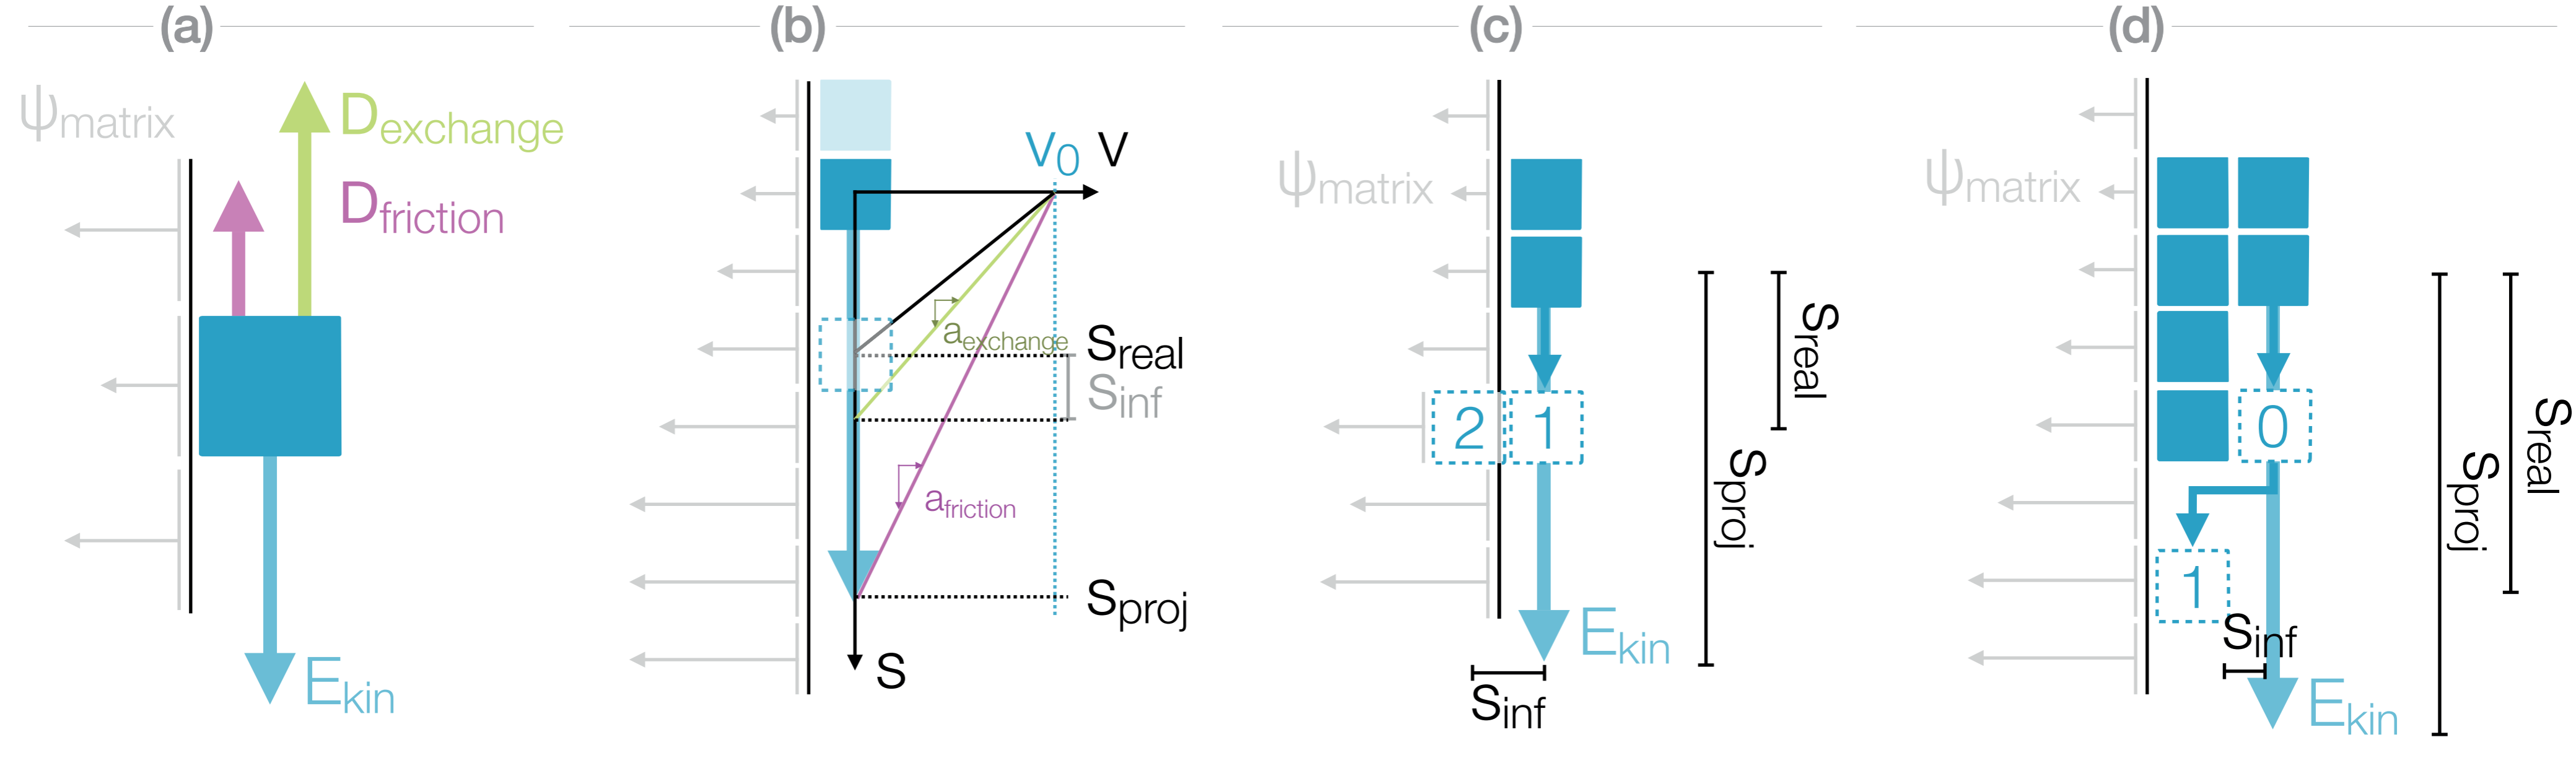 (a)
ψmatrix
Dexchange
Dfriction
Ekin
(b)
V0 V
aexchange
Sreal
Sinf
afriction
Sproj
S
(c)
ψmatrix
Sreal
2 1
Sproj
Ekin
Sinf
(d)
ψmatrix
0
Sreal
Sproj
1
Sinf
Ekin